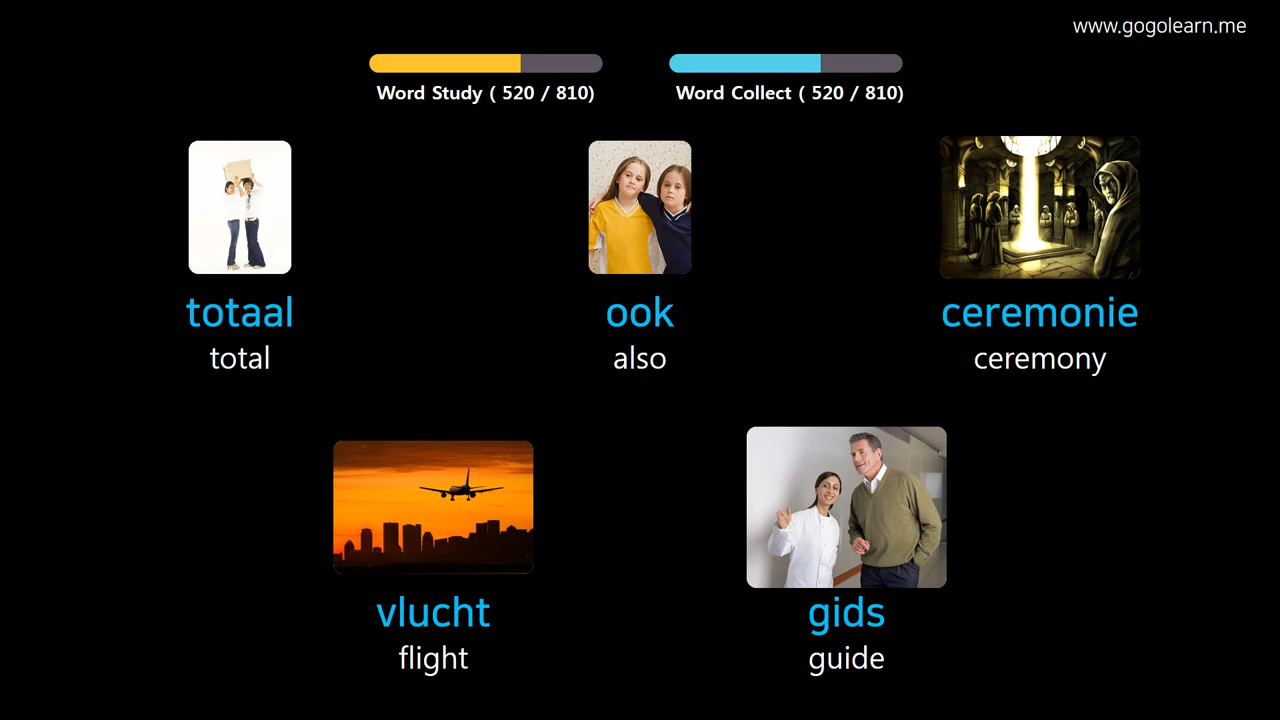 www.gogolearn.me
Word Study ( 520 / 810)
Word Collect ( 520 / 810)
totaal
total
ook
also
ceremonie
ceremony
vlucht
flight
gids
guide